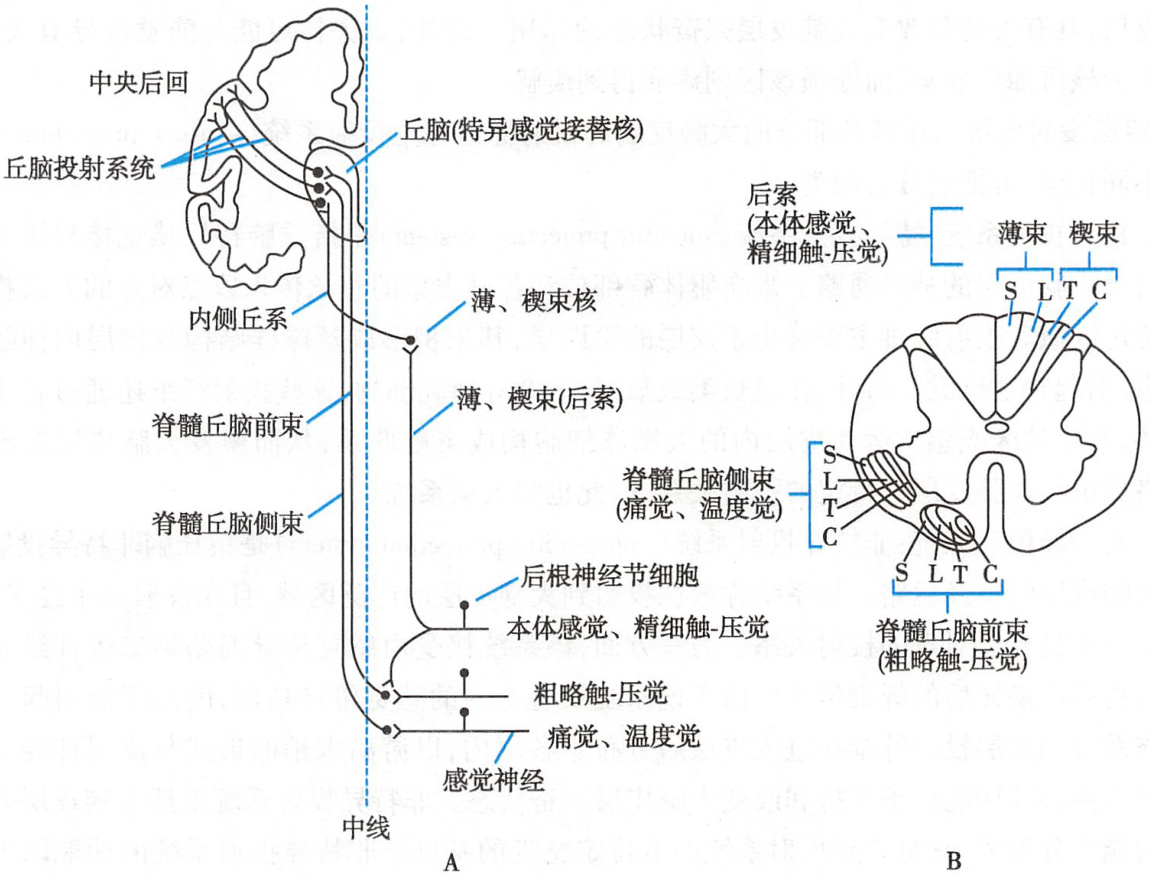 中央后回
丘脑(特异感觉接替核)
丘脑投射系统
内侧丘系
薄、楔束核
脊髓丘脑前束
薄、楔束(后索)
脊髓丘脑侧束
后根神经节细胞
本体感觉、精细触-压觉
粗略触-压觉
痛觉、温度觉
感觉神经
中线
A
后索
(本体感觉、
精细触-压觉)
薄束 楔束
S L T C
脊髓丘脑侧束
(痛觉、温度觉)
S
L
T
C
S L T C
脊髓丘脑前束
(粗略触-压觉)
B